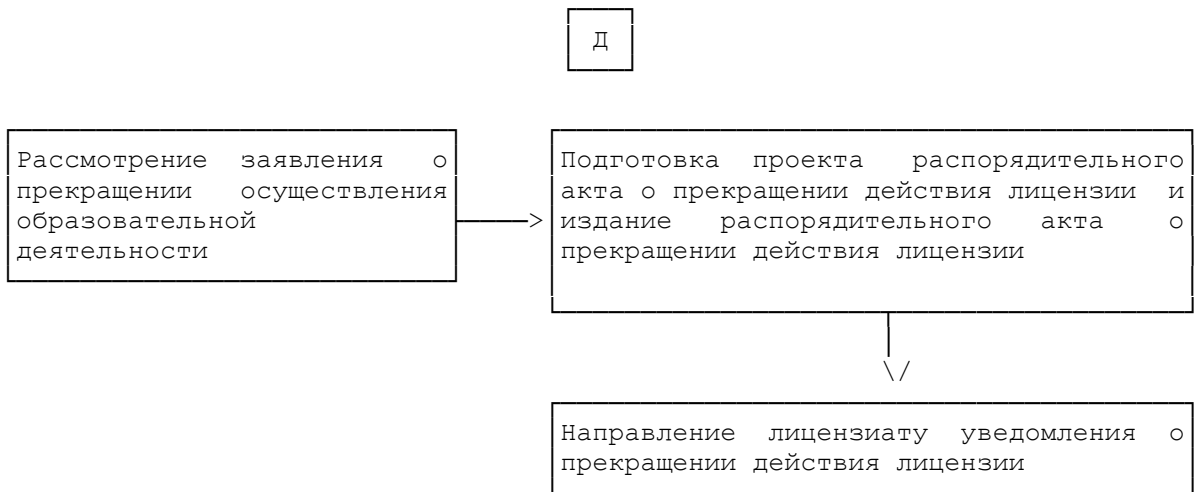 Д
Рассмотрение заявления о
прекращении осуществления
образовательной
деятельности
Подготовка проекта распорядительного
акта о прекращении действия лицензии и
издание распорядительного акта о
прекращении действия лицензии
Направление лицензиату уведомления о
прекращении действия лицензии